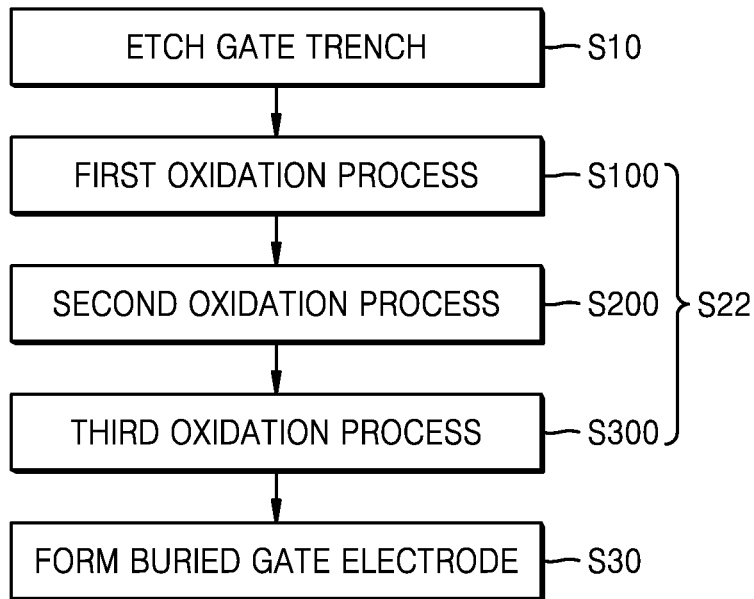 ETCH GATE TRENCH S10
FIRST OXIDATION PROCESS S100
SECOND OXIDATION PROCESS S200
S22
THIRD OXIDATION PROCESS S300
FORM BURIED GATE ELECTRODE S30